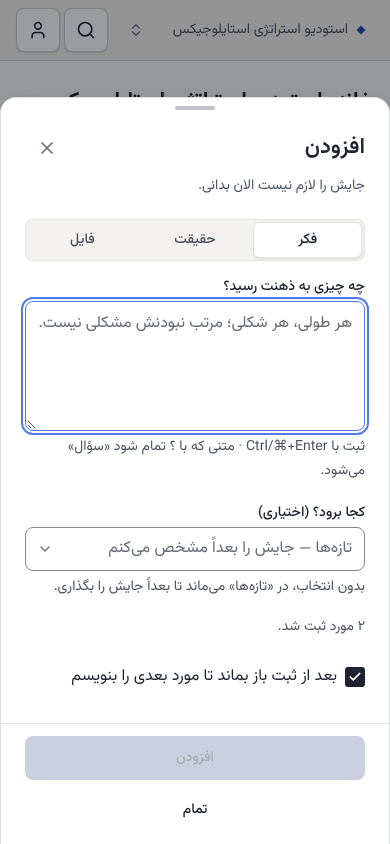 استودیو استراتژی استایلوجیکس
افزودن
جایش را لازم نیست الان بدانی.
فکر
حقیقت
فایل
چه چیزی به ذهنت رسید؟
هر طولی، هر شکلی؛ مرتب نبودنش مشکلی نیست.
ثبت با Ctrl/⌘+Enter · متنی که با ؟ تمام شود «سؤال»
می‌شود.
کجا برود؟ (اختیاری)
تازه‌ها — جایش را بعداً مشخص می‌کنم
بدون انتخاب، در «تازه‌ها» می‌ماند تا بعداً جایش را بگذاری.
۲ مورد ثبت شد.
بعد از ثبت باز بماند تا مورد بعدی را بنویسم
افزودن
تمام